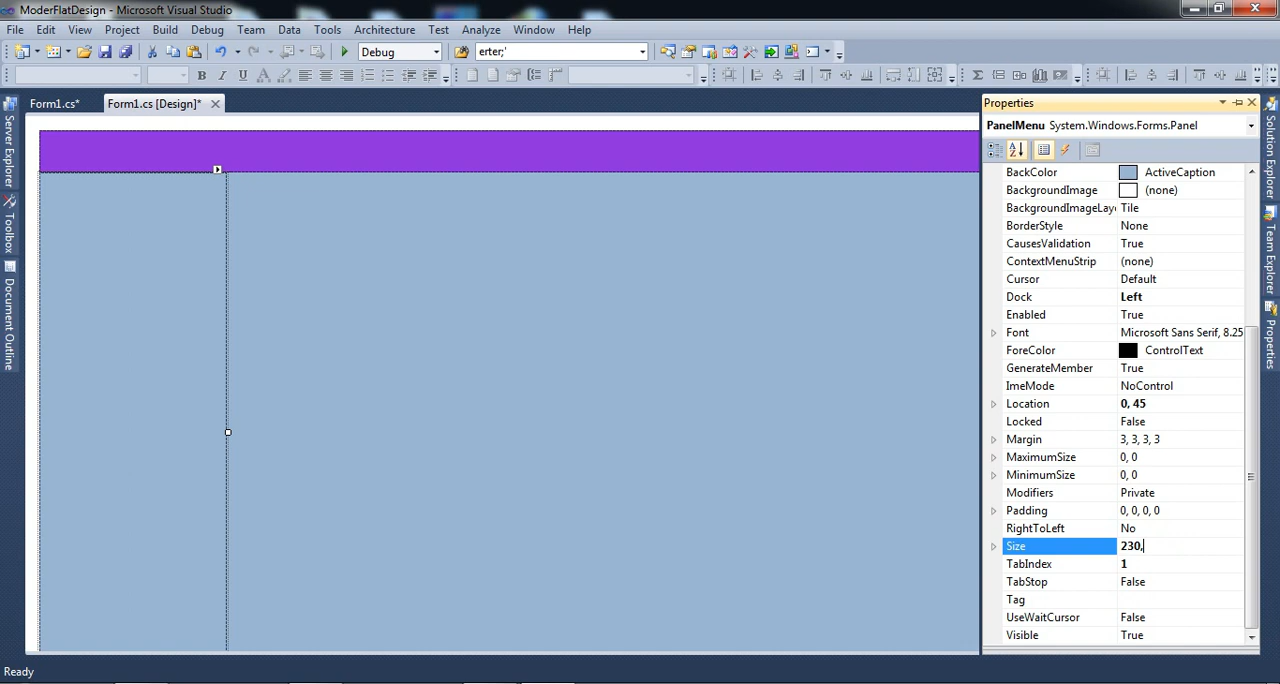 ModerFlatDesign - Microsoft Visual Studio
File Edit View Project Build Debug Team Data Tools Architecture Test Analyze Window Help
Debug erter;'
B I U A
Form1.cs* Form1.cs [Design]*
Server Explorer
Toolbox
Document Outline
Properties
PanelMenu System.Windows.Forms.Panel
BackColor ActiveCaption
BackgroundImage (none)
BackgroundImageLayc Tile
BorderStyle None
CausesValidation True
ContextMenuStrip (none)
Cursor Default
Dock Left
Enabled True
Font Microsoft Sans Serif, 8.25
ForeColor ControlText
GenerateMember True
ImeMode NoControl
Location 0, 45
Locked False
Margin 3, 3, 3, 3
MaximumSize 0, 0
MinimumSize 0, 0
Modifiers Private
Padding 0, 0, 0, 0
RightToLeft No
Size 230,
TabIndex 1
TabStop False
Tag
UseWaitCursor False
Visible True
Solution Explorer
Team Explorer
Properties
Ready